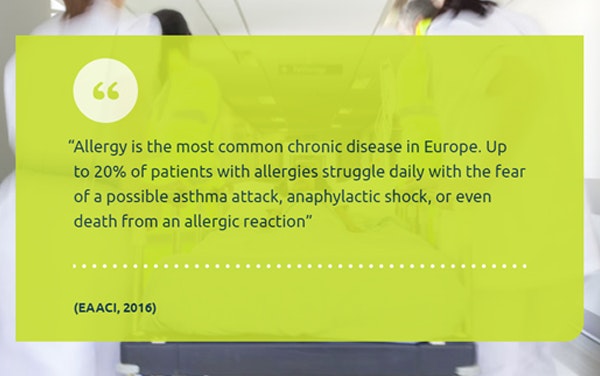 “Allergy is the most common chronic disease in Europe. Up
to 20% of patients with allergies struggle daily with the fear
of a possible asthma attack, anaphylactic shock, or even
death from an allergic reaction”
(EAACI, 2016)